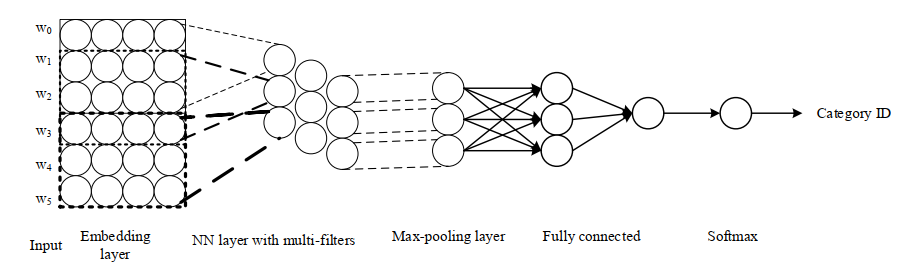 w0
w1
w2
w3
w4
w5
Category ID
Input
Embedding
layer
NN layer with multi-filters
Max-pooling layer
Fully connected
Softmax